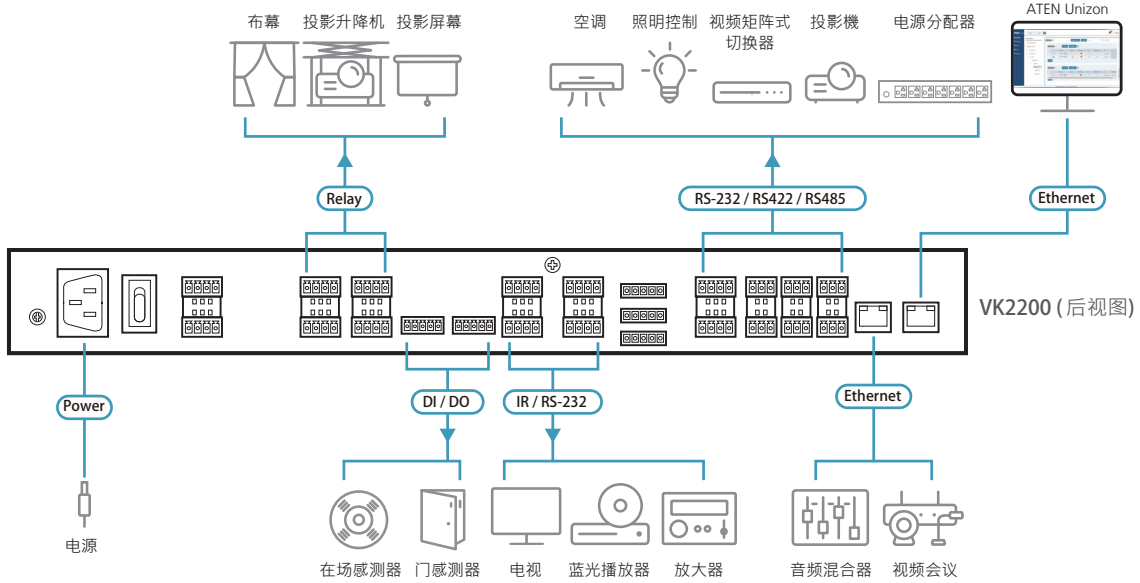 布幕
投影升降机
投影屏幕
空调
照明控制
视频矩阵式
切换器
投影機
电源分配器
ATEN Unizon
Relay
RS-232 / RS422 / RS485
Ethernet
VK2200 (后视图)
Power
DI / DO
IR / RS-232
Ethernet
电源
在场感测器
门感测器
电视
蓝光播放器
放大器
音频混合器
视频会议